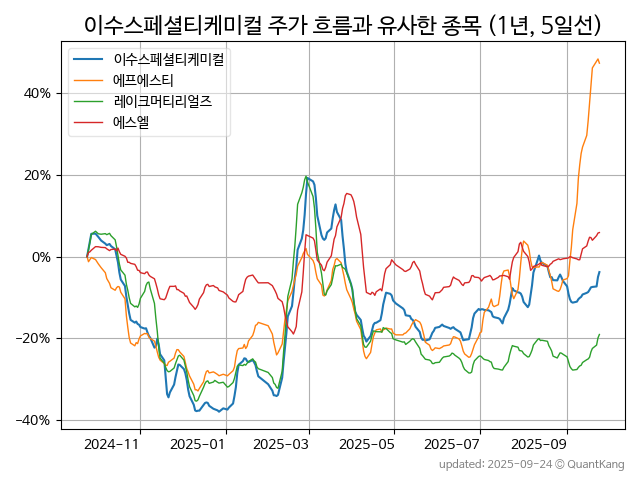 이수스페셜티케미컬 주가 흐름과 유사한 종목 (1년, 5일선)
이수스페셜티케미컬
에프에스티
레이크머티리얼즈
에스엘
40%
20%
0%
−20%
−40%
2024-11 2025-01 2025-03 2025-05 2025-07 2025-09
updated: 2025-09-24 © QuantKang